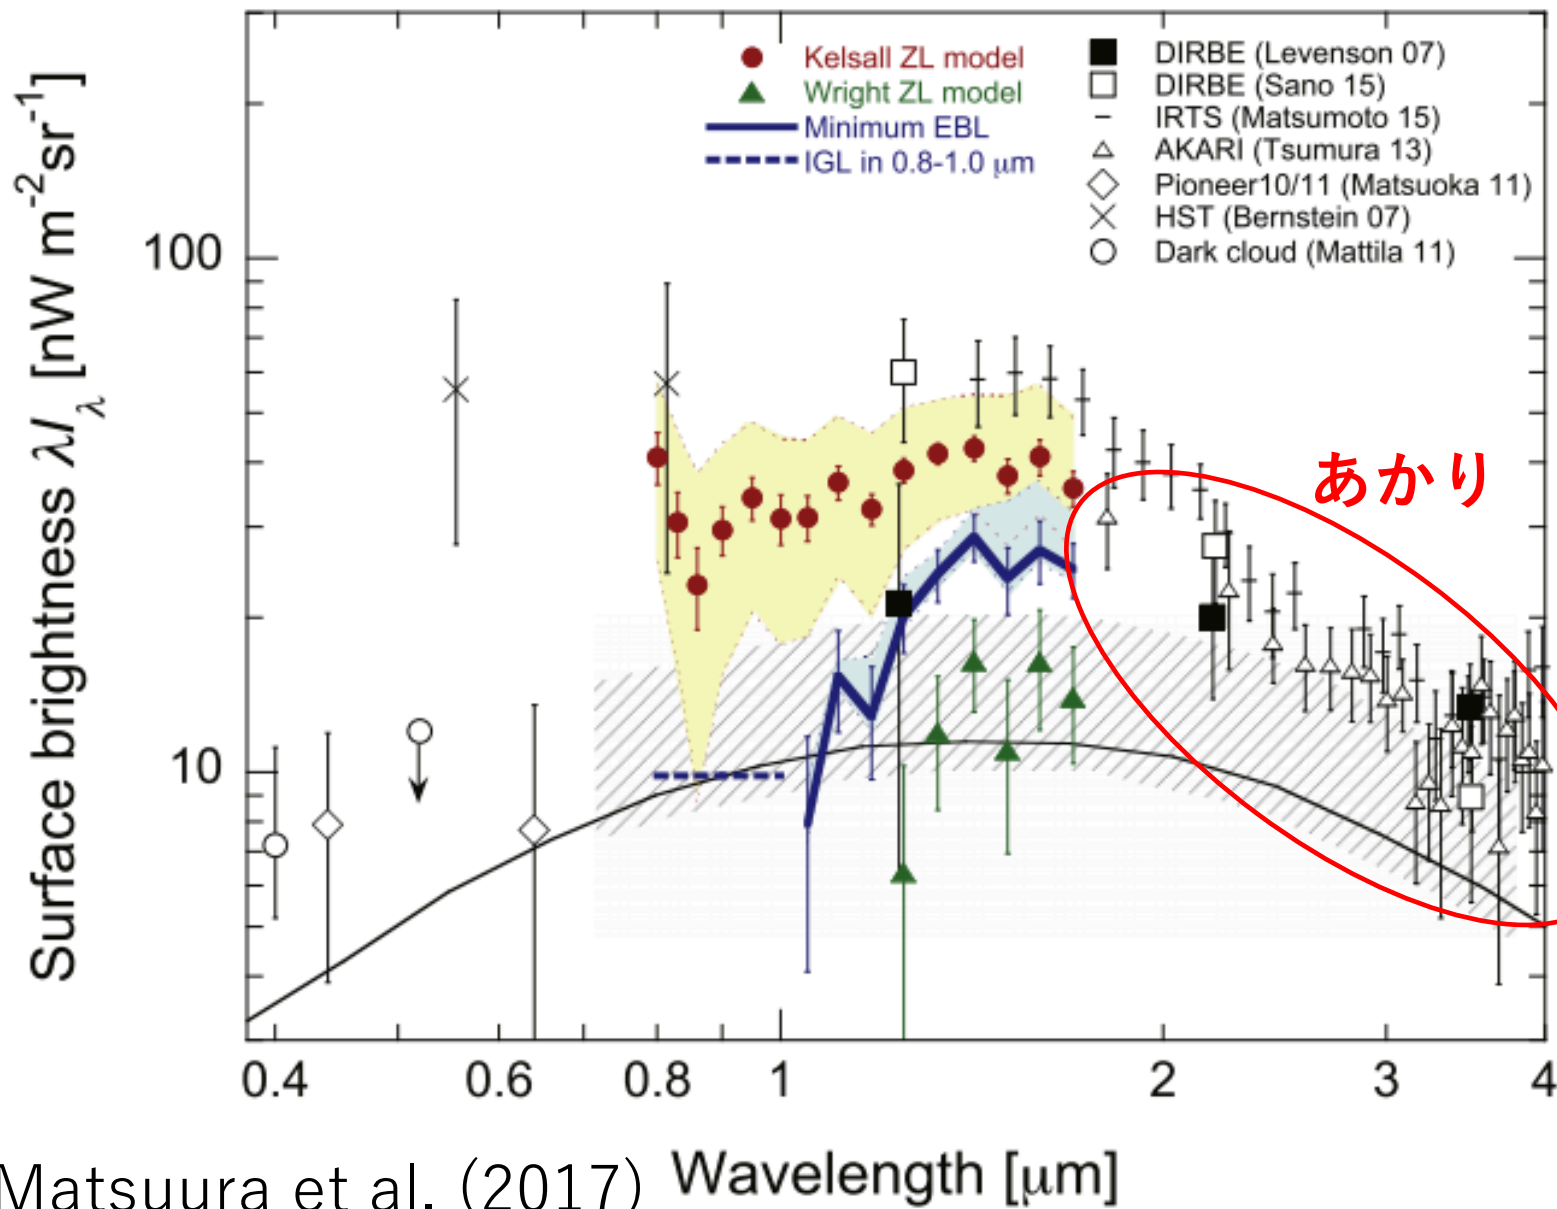 Surface brightness λI_λ [nW m⁻²sr⁻¹]
100
10
Kelsall ZL model
Wright ZL model
Minimum EBL
IGL in 0.8-1.0 μm
DIRBE (Levenson 07)
DIRBE (Sano 15)
IRTS (Matsumoto 15)
AKARI (Tsumura 13)
Pioneer10/11 (Matsuoka 11)
HST (Bernstein 07)
Dark cloud (Mattila 11)
あかり
0.4 0.6 0.8 1 2 3 4
Wavelength [μm]
Matsuura et al. (2017)